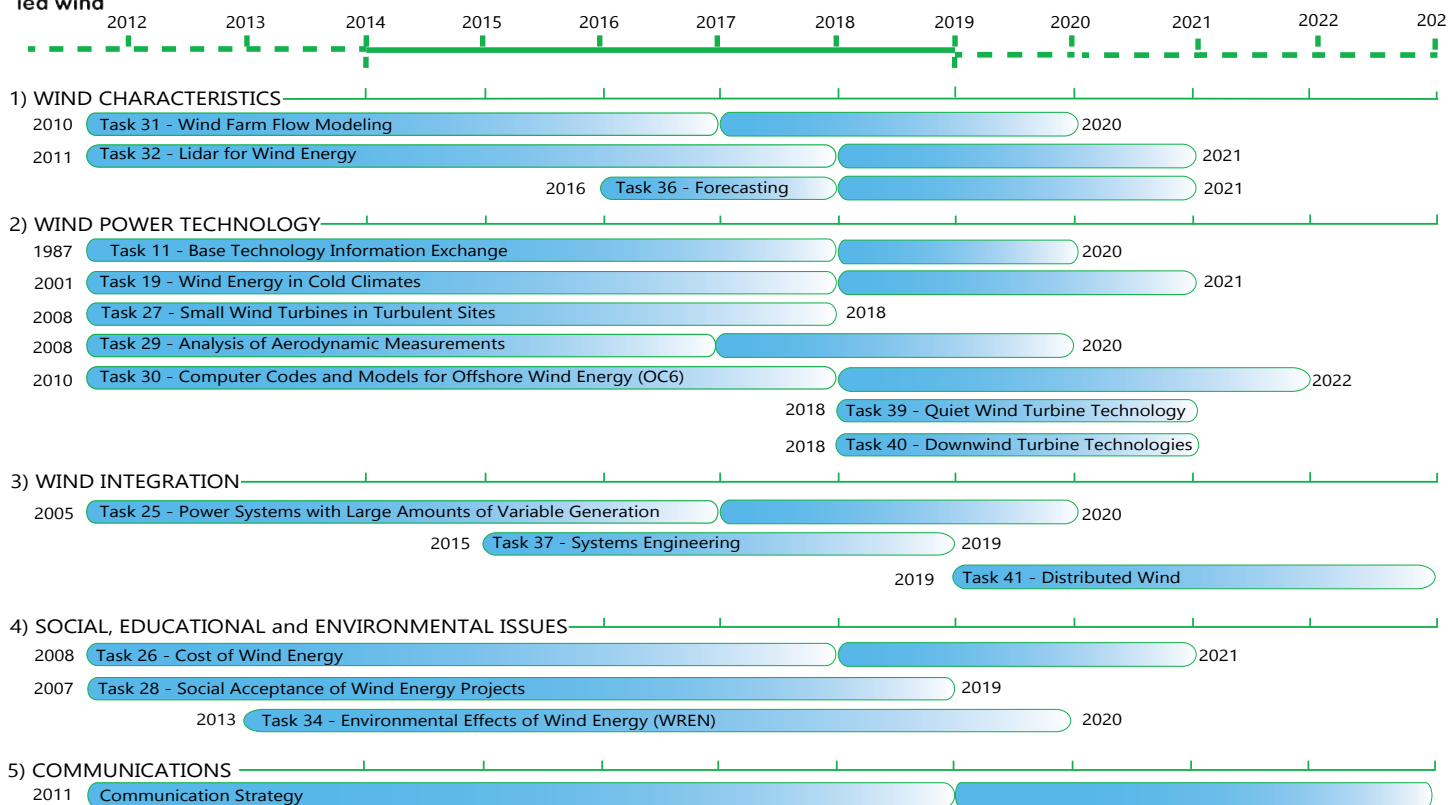 led wind
2012 2013 2014 2015 2016 2017 2018 2019 2020 2021 2022 202
1) WIND CHARACTERISTICS
2010 Task 31 - Wind Farm Flow Modeling 2020
2011 Task 32 - Lidar for Wind Energy 2021
2016 Task 36 - Forecasting 2021
2) WIND POWER TECHNOLOGY
1987 Task 11 - Base Technology Information Exchange 2020
2001 Task 19 - Wind Energy in Cold Climates 2021
2008 Task 27 - Small Wind Turbines in Turbulent Sites 2018
2008 Task 29 - Analysis of Aerodynamic Measurements 2020
2010 Task 30 - Computer Codes and Models for Offshore Wind Energy (OC6) 2022
2018 Task 39 - Quiet Wind Turbine Technology
2018 Task 40 - Downwind Turbine Technologies
3) WIND INTEGRATION
2005 Task 25 - Power Systems with Large Amounts of Variable Generation 2020
2015 Task 37 - Systems Engineering 2019
2019 Task 41 - Distributed Wind
4) SOCIAL, EDUCATIONAL and ENVIRONMENTAL ISSUES
2008 Task 26 - Cost of Wind Energy 2021
2007 Task 28 - Social Acceptance of Wind Energy Projects 2019
2013 Task 34 - Environmental Effects of Wind Energy (WREN) 2020
5) COMMUNICATIONS
2011 Communication Strategy